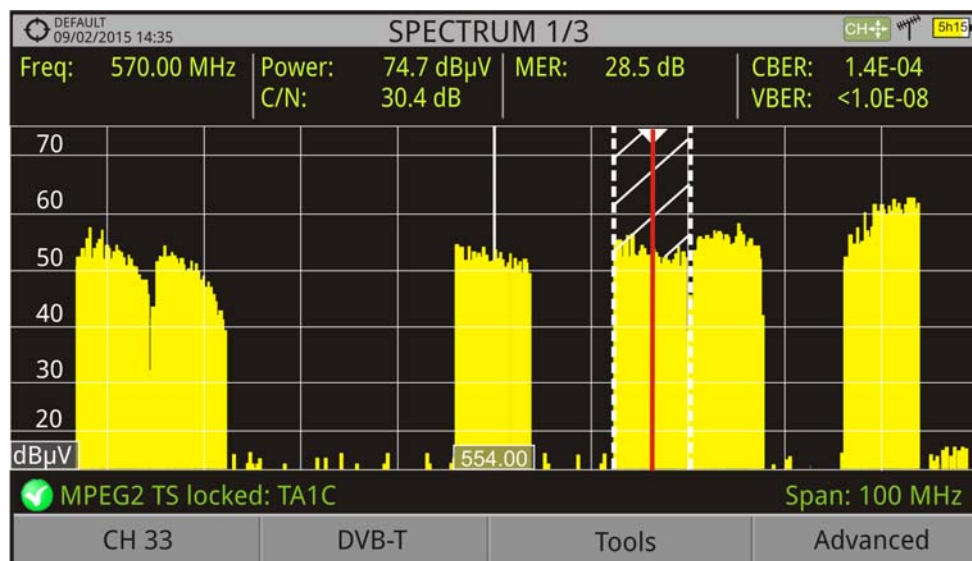 DEFAULT
09/02/2015 14:35
SPECTRUM 1/3
CH
5h15
Freq: 570.00 MHz
Power: 74.7 dBµV
MER: 28.5 dB
CBER: 1.4E-04
C/N: 30.4 dB
VBER: <1.0E-08
70
60
50
40
30
20
dBµV
554.00
MPEG2 TS locked: TA1C
Span: 100 MHz
CH 33
DVB-T
Tools
Advanced